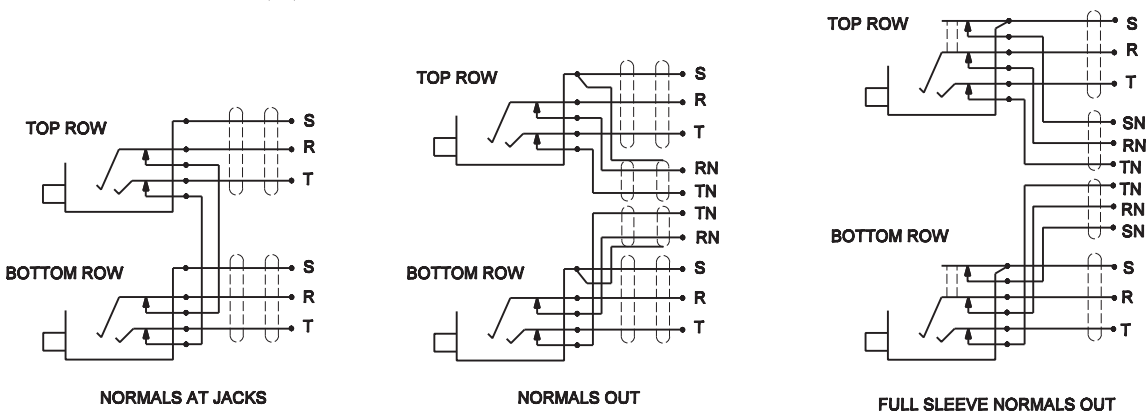 TOP ROW
S
R
T
BOTTOM ROW
S
R
T
NORMALS AT JACKS
TOP ROW
S
R
T
RN
TN
TN
RN
BOTTOM ROW
S
R
T
NORMALS OUT
TOP ROW
S
R
T
SN
RN
TN
TN
RN
SN
BOTTOM ROW
S
R
T
FULL SLEEVE NORMALS OUT